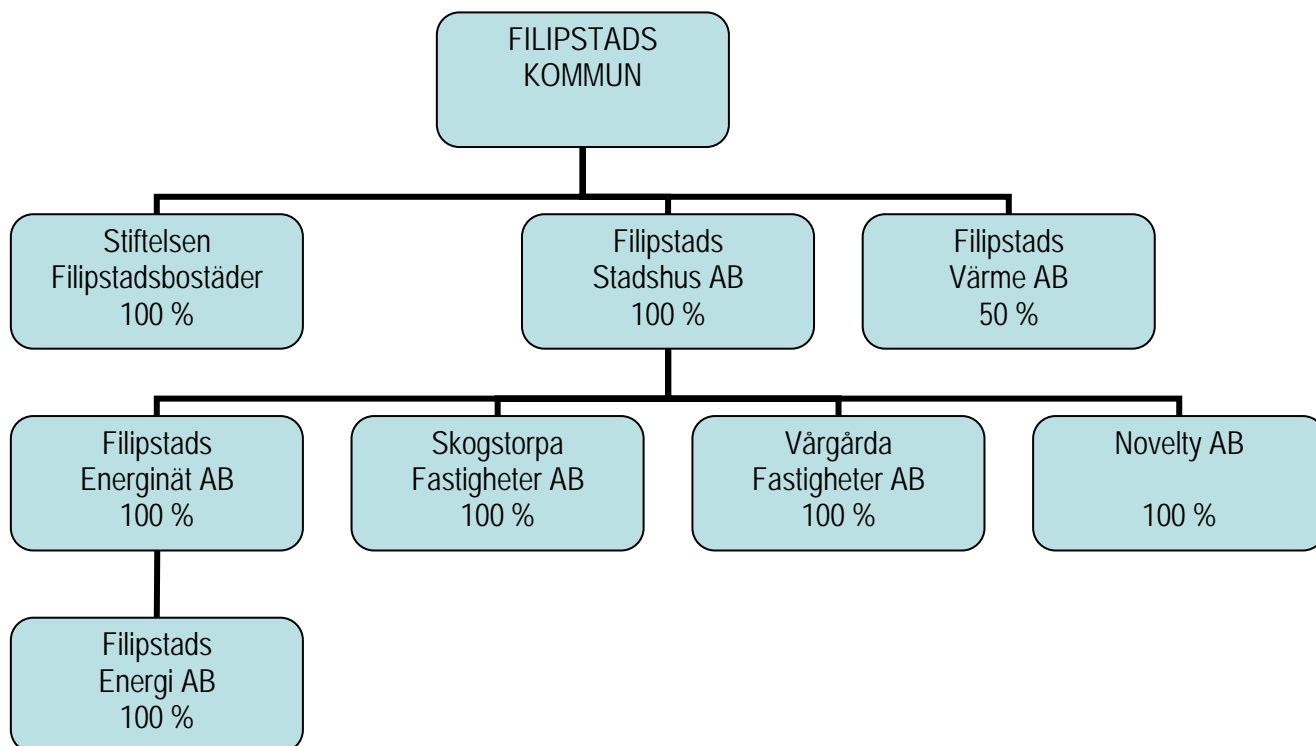 FILIPSTADS
KOMMUN
Stiftelsen
Filipstadsbostäder
100 %
Filipstads
Stadshus AB
100 %
Filipstads
Värme AB
50 %
Filipstads
Energinät AB
100 %
Skogstorpa
Fastigheter AB
100 %
Vårgårda
Fastigheter AB
100 %
Novelty AB
100 %
Filipstads
Energi AB
100 %